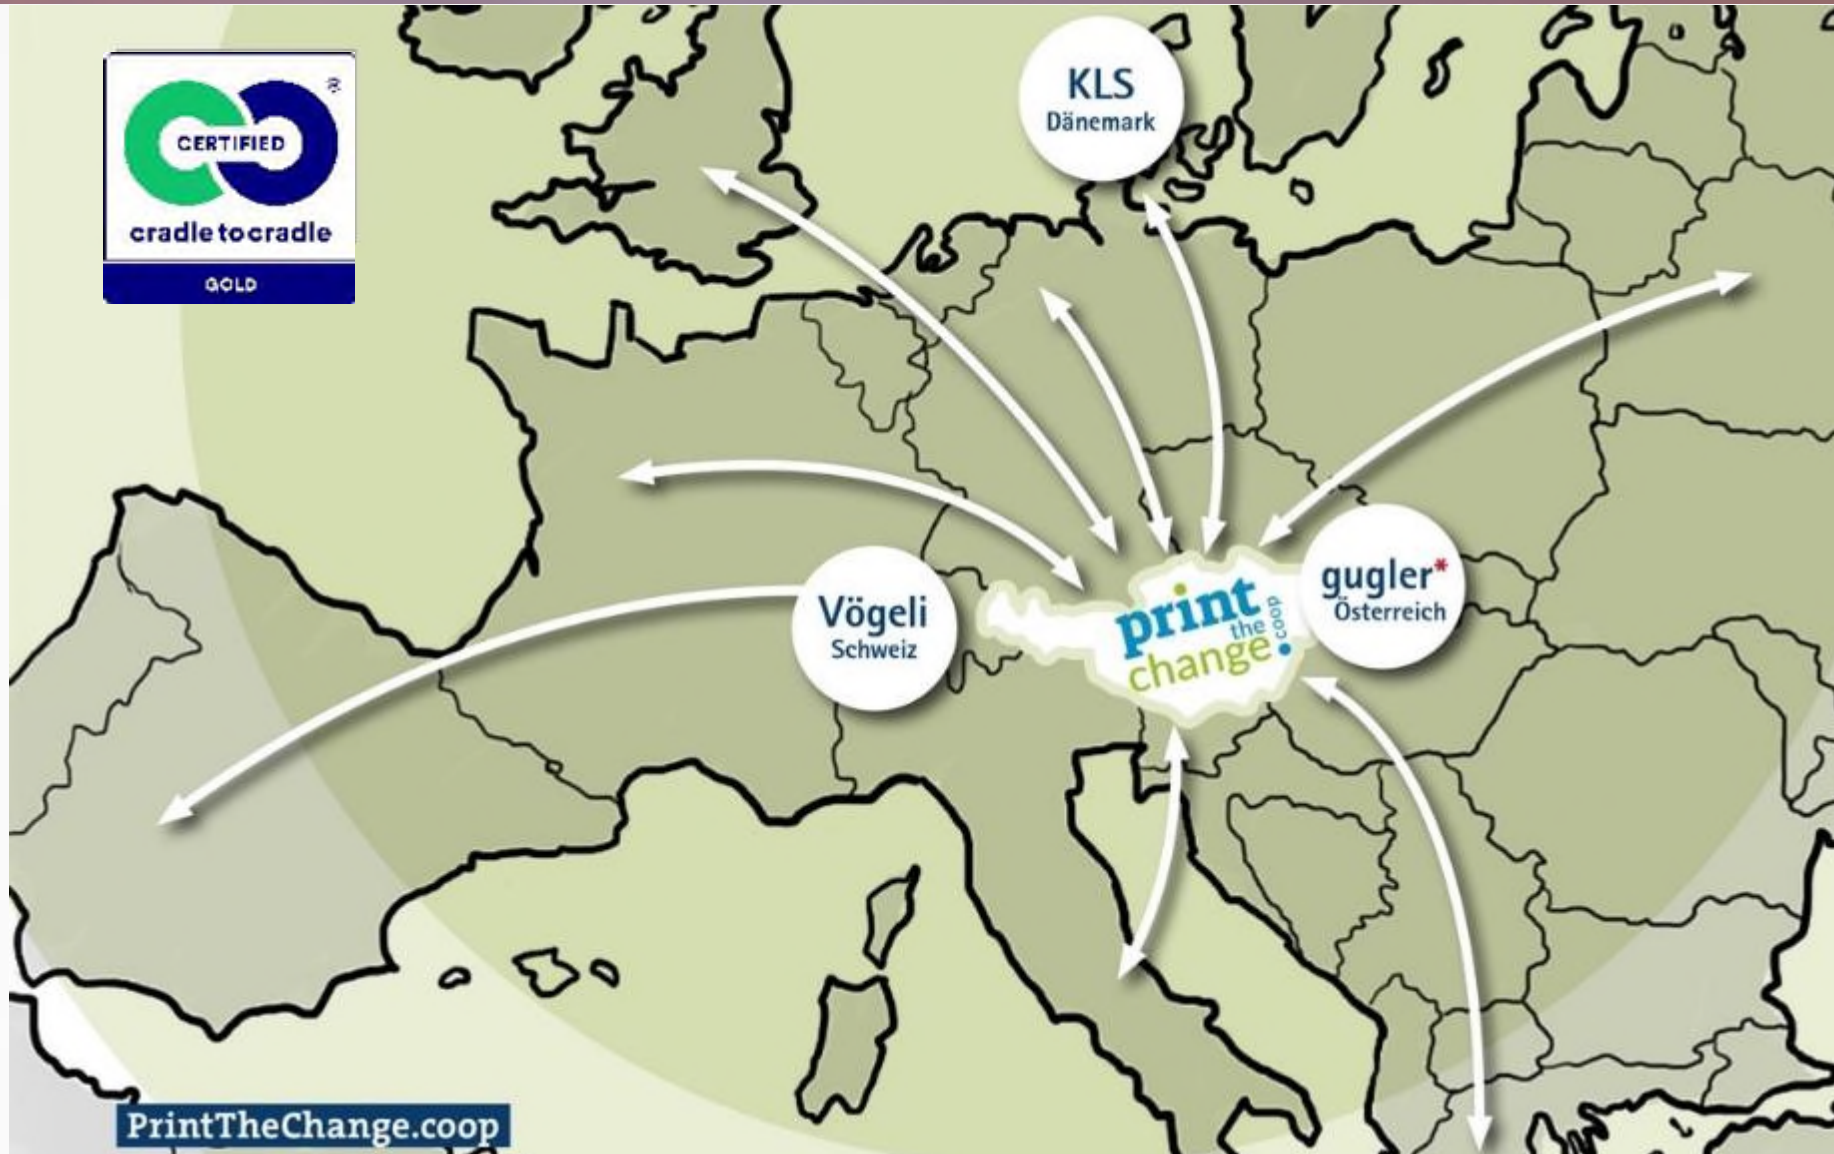 CERTIFIED
®
cradle to cradle
GOLD
KLS
Dänemark
Vögeli
Schweiz
print
the
change!
coop
gugler*
Österreich
PrintTheChange.coop